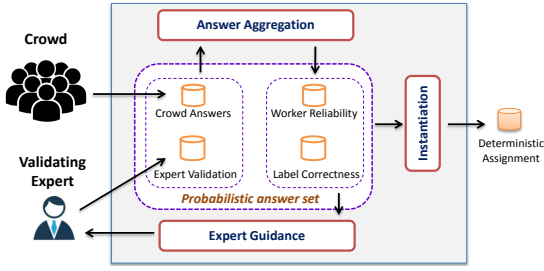 Crowd
Answer Aggregation
Crowd Answers
Worker Reliability
Instantiation
Deterministic
Assignment
Validating
Expert
Expert Validation
Label Correctness
Probabilistic answer set
Expert Guidance